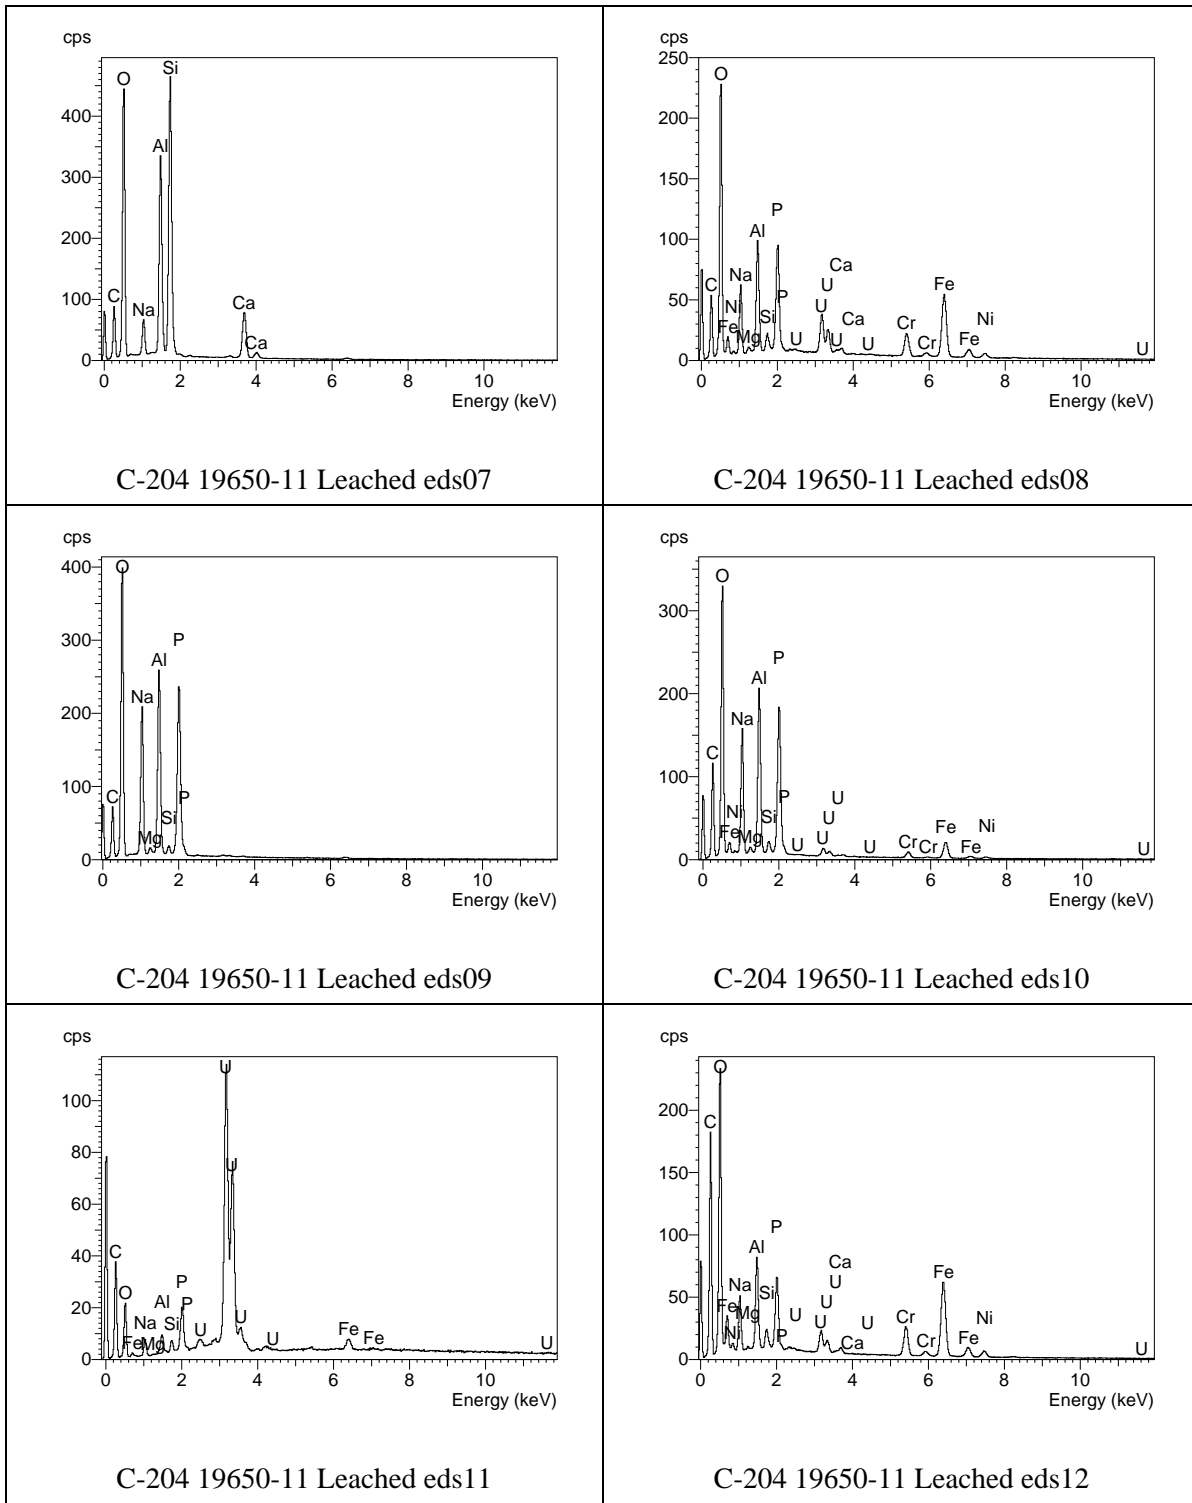 cps
Si
O
400
Al
300
200
100
C
Na
Ca
Ca
0
0 2 4 6 8 10
Energy (keV)
C-204 19650-11 Leached eds07
cps
250
O
200
150
P
Al
100
Ca
Na
U
Fe
C
Ni
U
Ca
Ni
50
Fe
Si
P
Cr
Mg
U
U
U
Cr
Fe
U
0
0 2 4 6 8 10
Energy (keV)
C-204 19650-11 Leached eds08
cps
400
O
300
P
Al
Na
200
100
C
P
Si
Mg
0
0 2 4 6 8 10
Energy (keV)
C-204 19650-11 Leached eds09
cps
O
300
P
Al
200
Na
C
100
U
P
Ni
Si
U
Fe
Ni
Fe
Mg
U
U
U
Cr
Cr
Fe
U
0
0 2 4 6 8 10
Energy (keV)
C-204 19650-11 Leached eds10
cps
U
100
80
U
60
40
C
P
O
Al
P
20
Na
Si
U
U
Fe
Fe
Fe
Mg
U
U
0
0 2 4 6 8 10
Energy (keV)
C-204 19650-11 Leached eds11
cps
O
200
C
150
P
100
Al
Ca
Fe
Na
Si
U
50
Fe
Mg
U
U
U
Ni
Ni
U
Cr
P
Ca
Cr
Fe
U
0
0 2 4 6 8 10
Energy (keV)
C-204 19650-11 Leached eds12